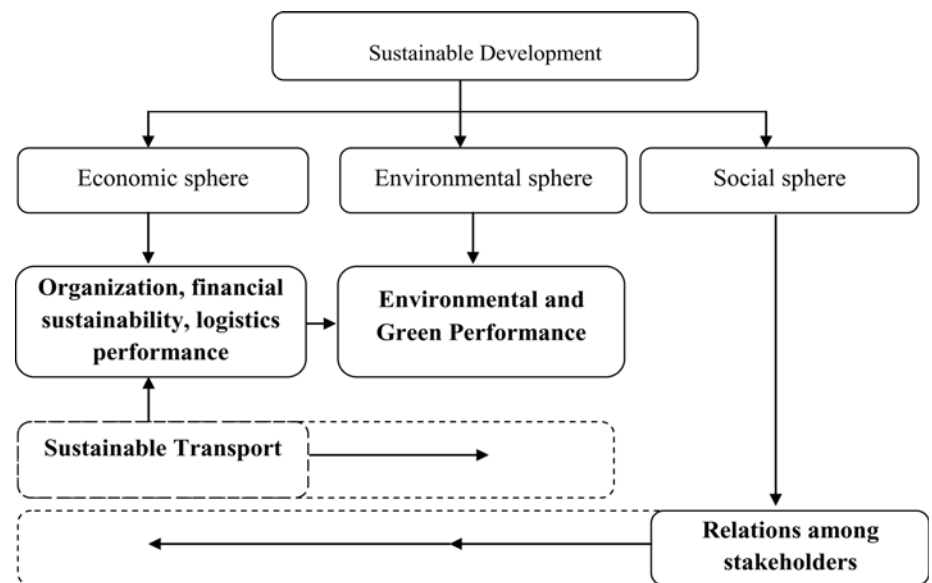 Sustainable Development
Economic sphere
Environmental sphere
Social sphere
Organization, financial
sustainability, logistics
performance
Environmental and
Green Performance
Sustainable Transport
Relations among
stakeholders